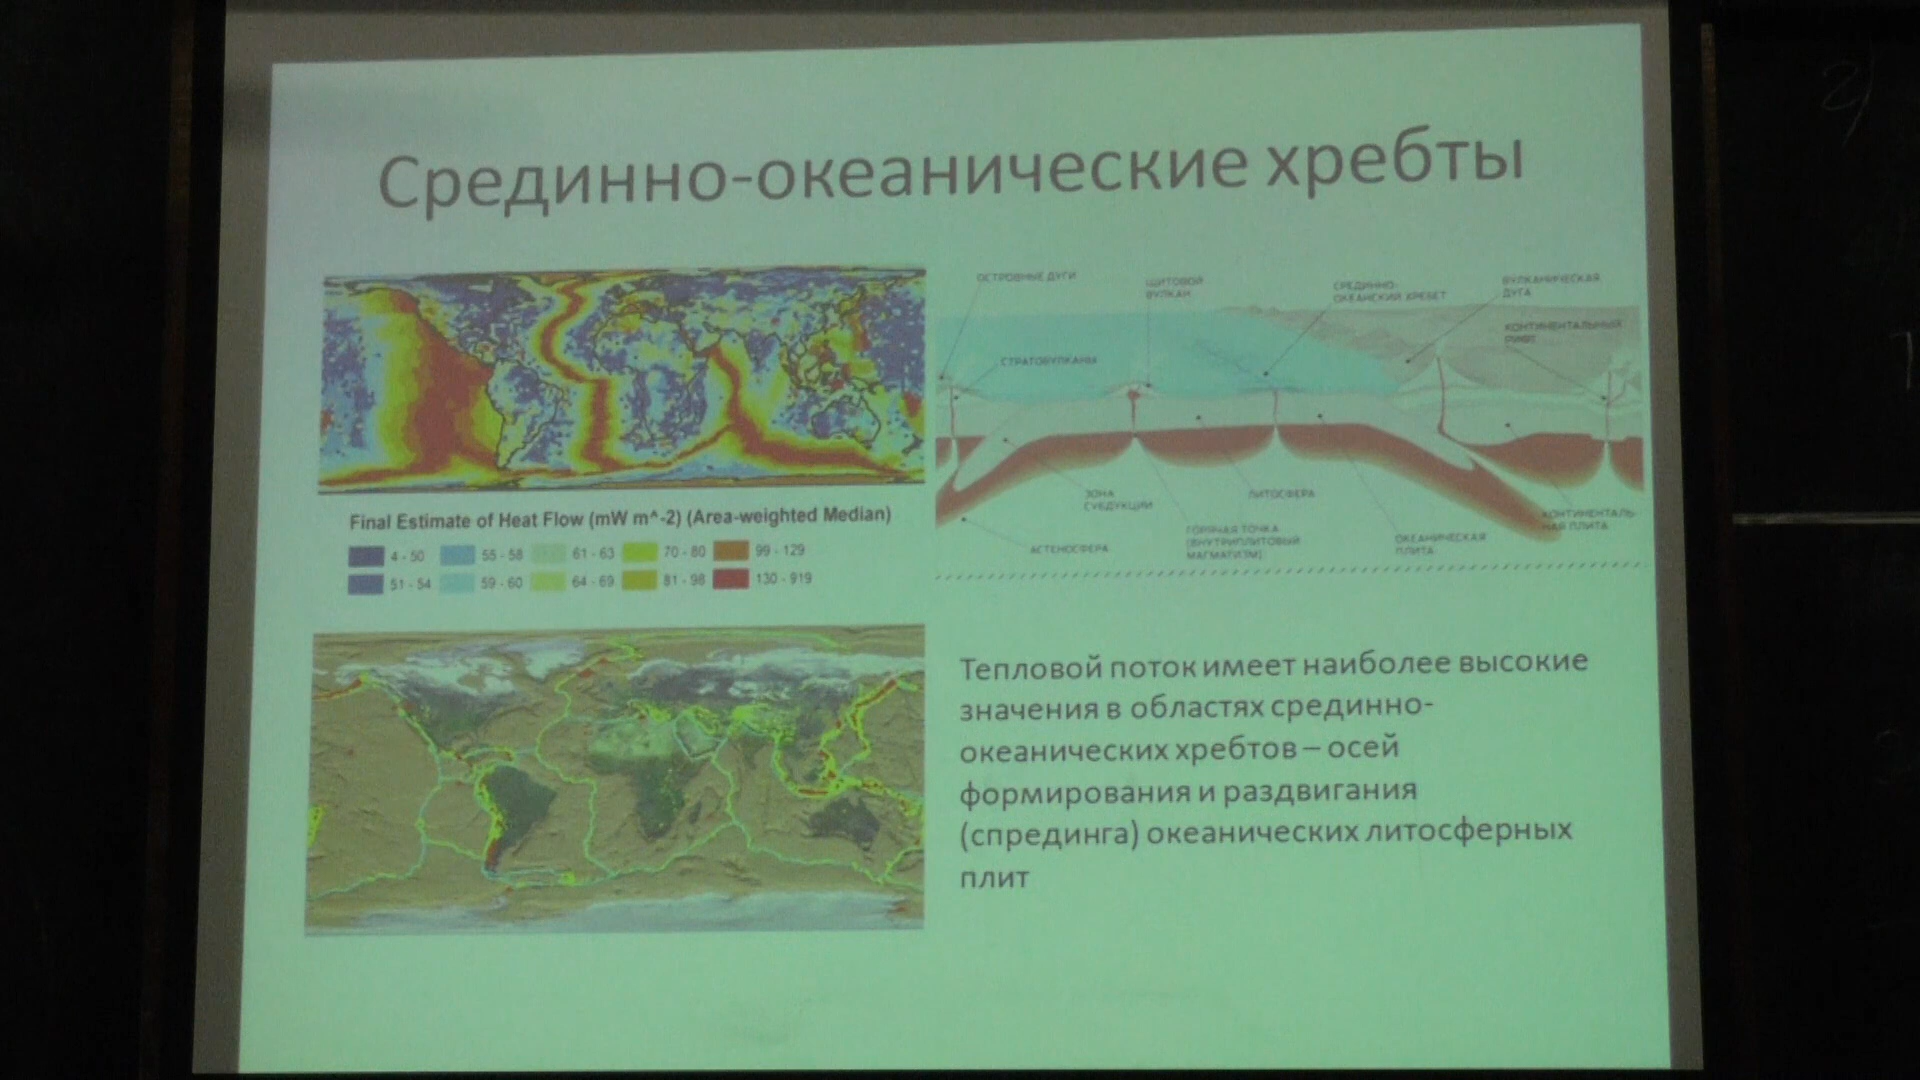 Срединно-океанические хребты
ОСТРОВНЫЕ ДУГИ
ЩИТОВОЙ
ВУЛКАН
СРЕДИННО-
ОКЕАНСКИЙ ХРЕБЕТ
ВУЛКАНИЧЕСКАЯ
ДУГА
КОНТИНЕНТАЛЬНЫЙ
РИФТ
СТРАТОВУЛКАНЫ
ЗОНА
СУБДУКЦИИ
ЛИТОСФЕРА
КОНТИНЕНТАЛЬ-
НАЯ ПЛИТА
АСТЕНОСФЕРА
ГОРЯЧАЯ ТОЧКА
(ВНУТРИПЛИТОВЫЙ
МАГМАТИЗМ)
ОКЕАНИЧЕСКАЯ
ПЛИТА
Final Estimate of Heat Flow (mW m^-2) (Area-weighted Median)
4 - 50 55 - 58 61 - 63 70 - 80 99 - 129
51 - 54 59 - 60 64 - 69 81 - 98 130 - 919
Тепловой поток имеет наиболее высокие
значения в областях срединно-
океанических хребтов – осей
формирования и раздвигания
(спрединга) океанических литосферных
плит